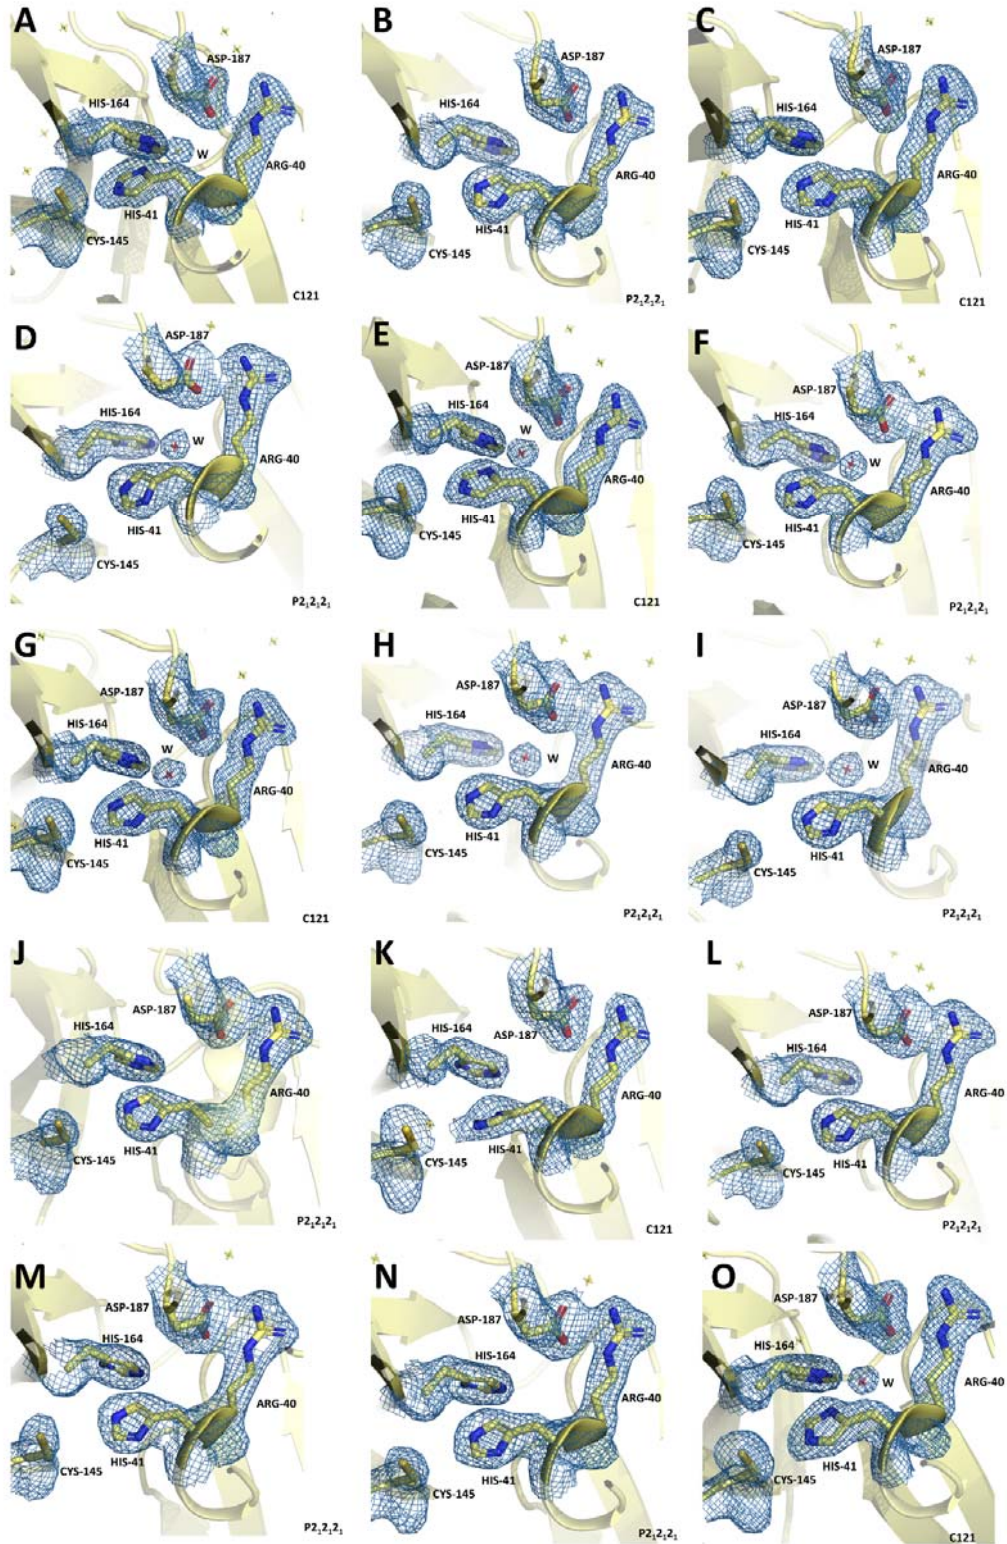 A
ASP-187
HIS-164
W
ARG-40
HIS-41
CYS-145
C121
B
ASP-187
HIS-164
ARG-40
HIS-41
CYS-145
P2₁2₁2₁
C
ASP-187
HIS-164
ARG-40
HIS-41
CYS-145
C121
D
ASP-187
HIS-164
W
ARG-40
HIS-41
CYS-145
P2₁2₁2₁
E
ASP-187
HIS-164
W
ARG-40
HIS-41
CYS-145
C121
F
ASP-187
HIS-164
W
ARG-40
HIS-41
CYS-145
P2₁2₁2₁
G
ASP-187
HIS-164
W
ARG-40
HIS-41
CYS-145
C121
H
ASP-187
HIS-164
W
ARG-40
HIS-41
CYS-145
P2₁2₁2₁
I
ASP-187
HIS-164
W
ARG-40
HIS-41
CYS-145
P2₁2₁2₁
J
ASP-187
HIS-164
ARG-40
HIS-41
CYS-145
P2₁2₁2₁
K
HIS-164
ASP-187
ARG-40
HIS-41
CYS-145
C121
L
ASP-187
HIS-164
ARG-40
HIS-41
CYS-145
P2₁2₁2₁
M
ASP-187
HIS-164
ARG-40
HIS-41
CYS-145
P2₁2₁2₁
N
ASP-187
HIS-164
ARG-40
HIS-41
CYS-145
P2₁2₁2₁
O
ASP-187
HIS-164
W
ARG-40
HIS-41
CYS-145
C121